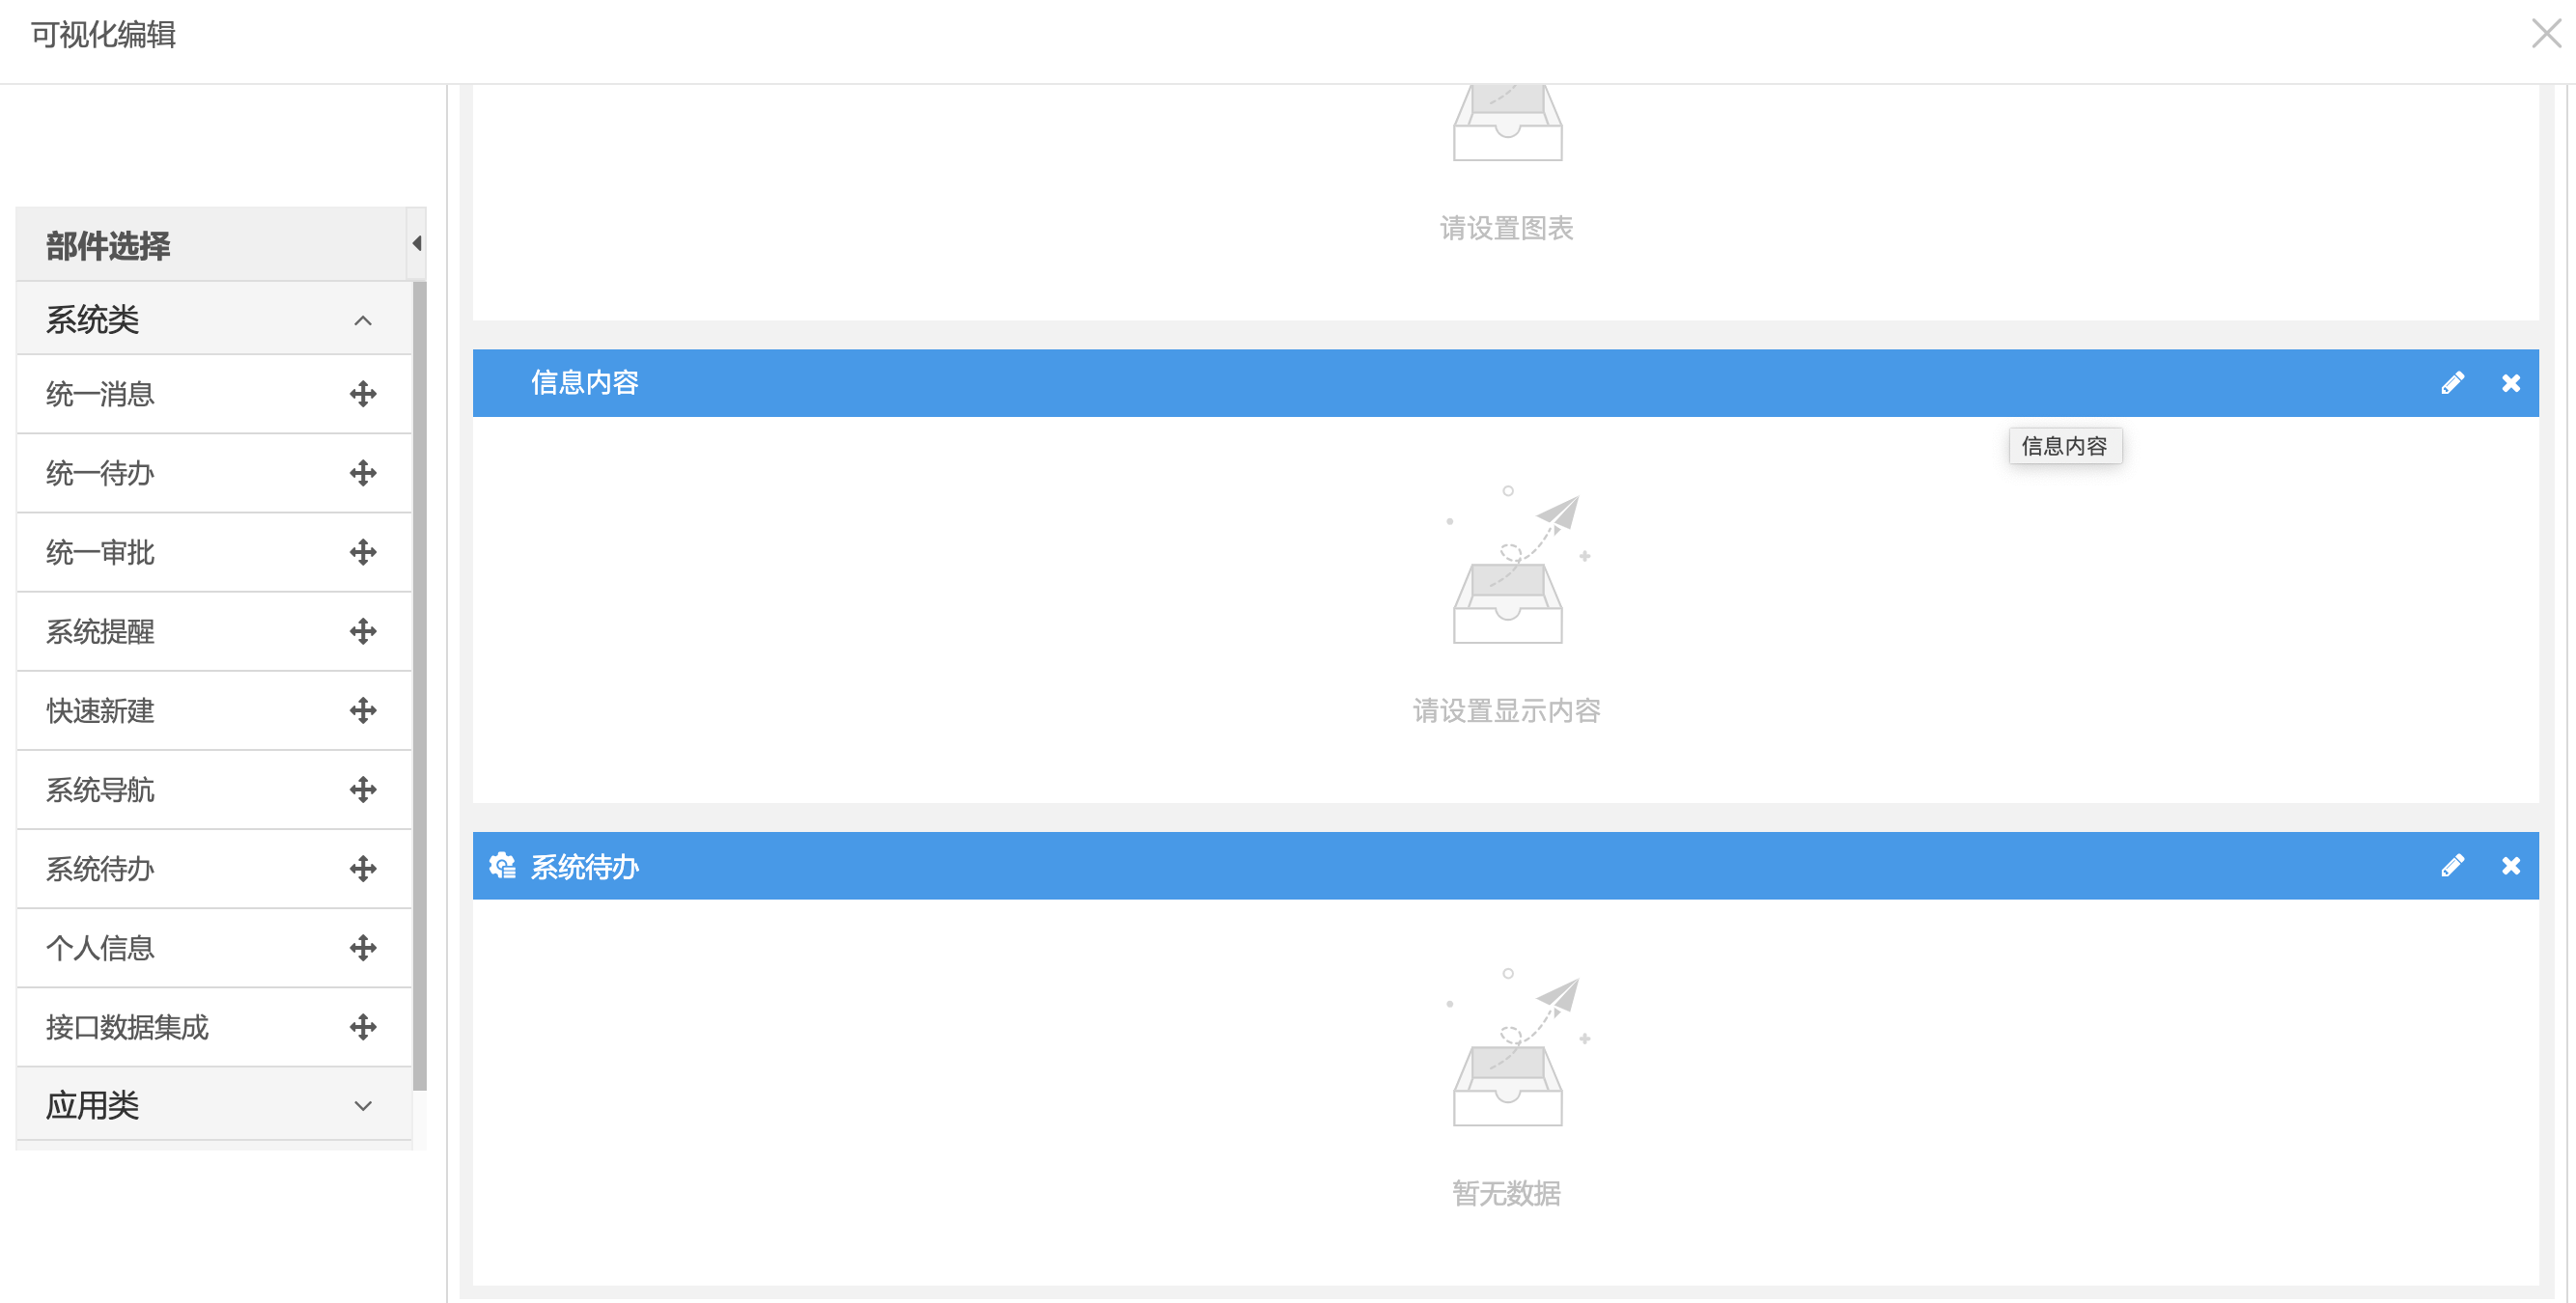 可视化编辑
部件选择
系统类
统一消息
统一待办
统一审批
系统提醒
快速新建
系统导航
系统待办
个人信息
接口数据集成
应用类
请设置图表
信息内容
信息内容
请设置显示内容
系统待办
暂无数据